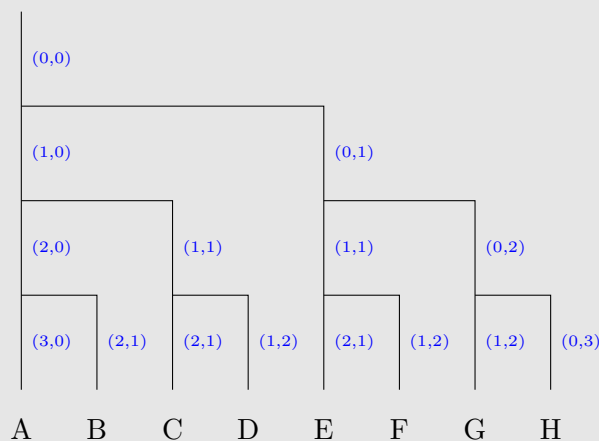 (0,0)
(1,0) (0,1)
(2,0) (1,1) (1,1) (0,2)
(3,0) (2,1) (2,1) (1,2) (2,1) (1,2) (1,2) (0,3)
A B C D E F G H